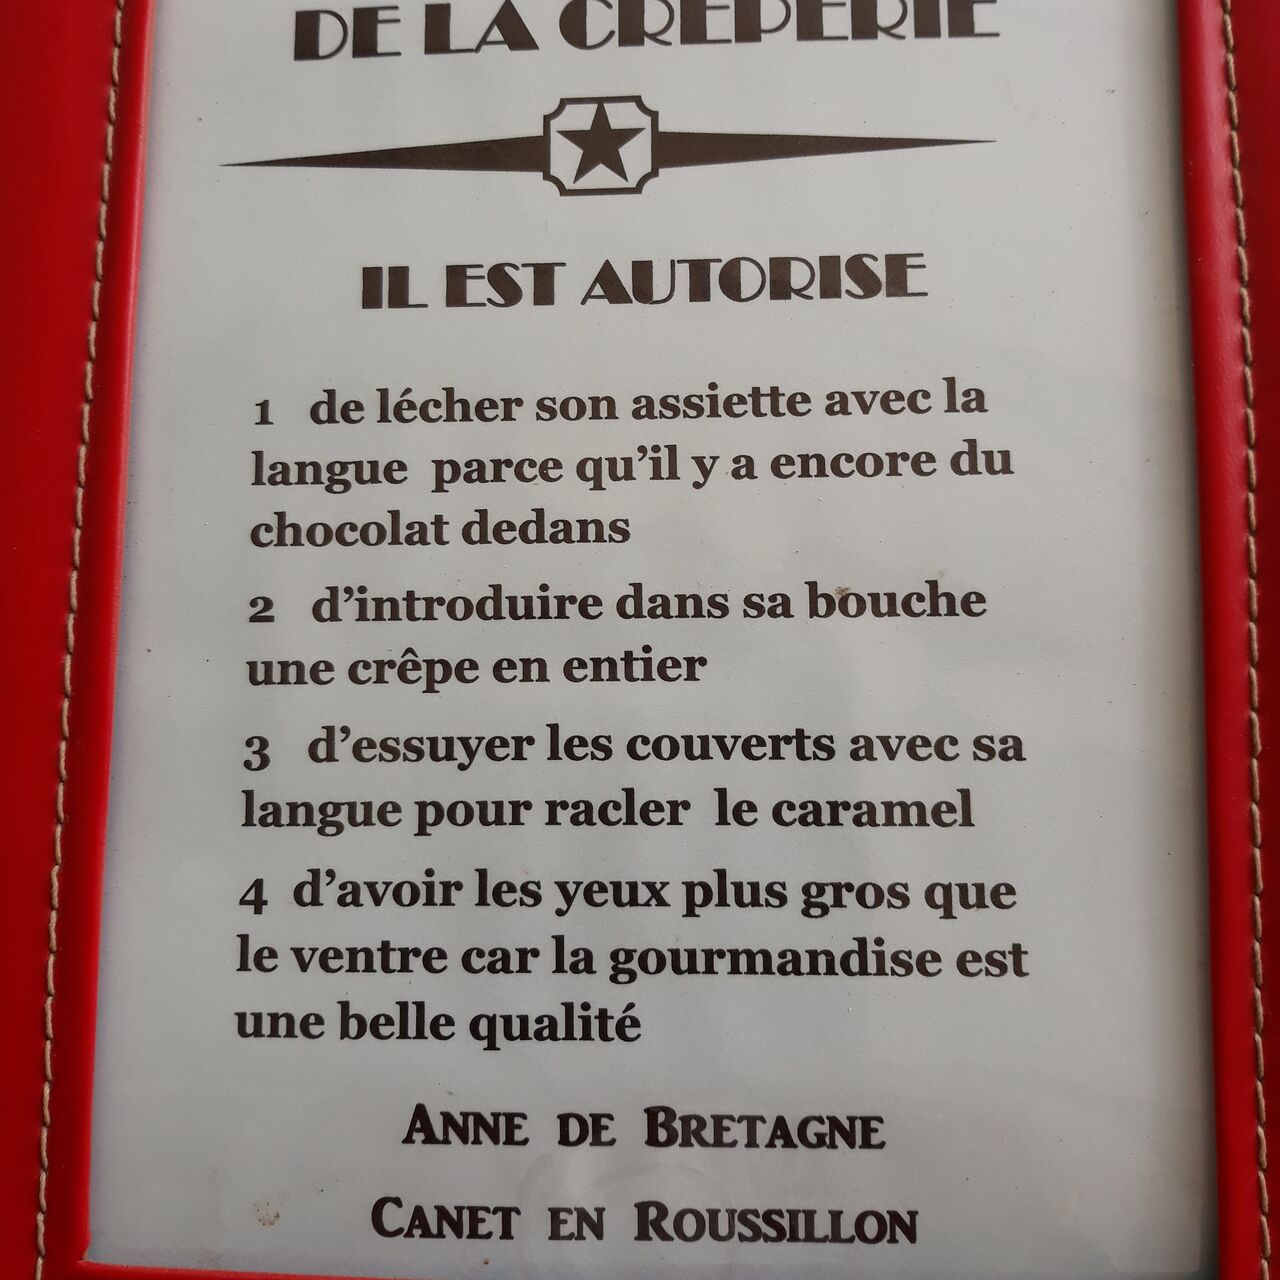 DE LA CREPERIE
IL EST AUTORISE
1 de lécher son assiette avec la
langue parce qu'il y a encore du
chocolat dedans
2 d'introduire dans sa bouche
une crêpe en entier
3 d'essuyer les couverts avec sa
langue pour racler le caramel
4 d'avoir les yeux plus gros que
le ventre car la gourmandise est
une belle qualité
ANNE DE BRETAGNE
CANET EN ROUSSILLON